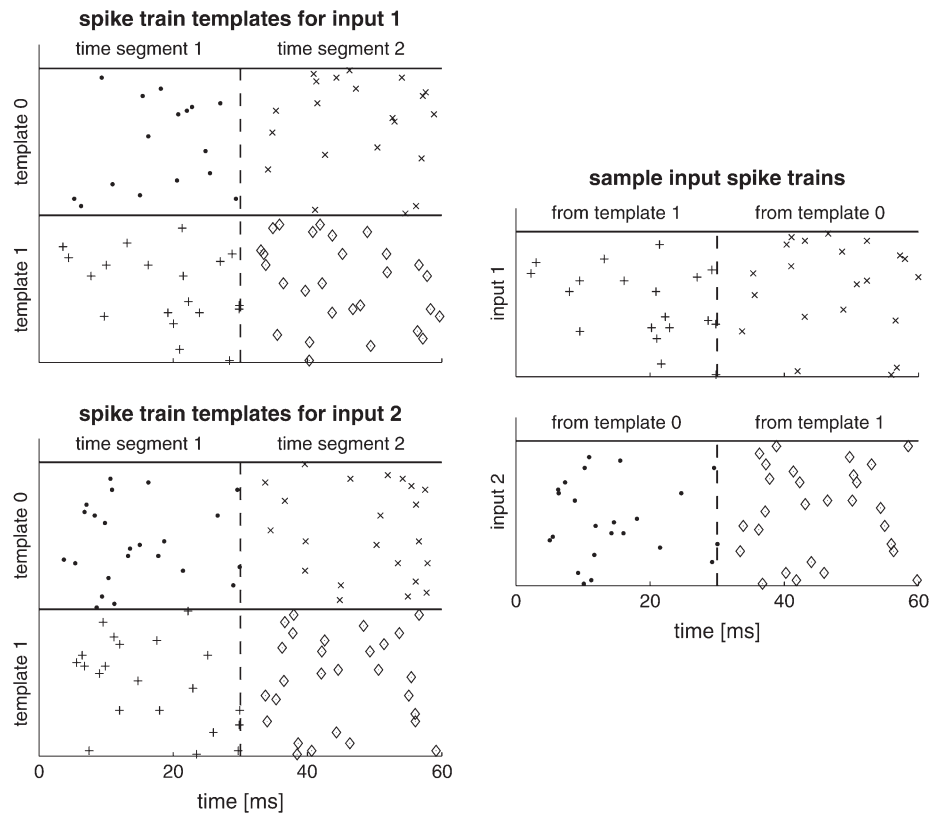 spike train templates for input 1
time segment 1 time segment 2
template 0
template 1
spike train templates for input 2
time segment 1 time segment 2
template 0
template 1
0 20 40 60
time [ms]
sample input spike trains
from template 1 from template 0
input 1
from template 0 from template 1
input 2
0 20 40 60
time [ms]